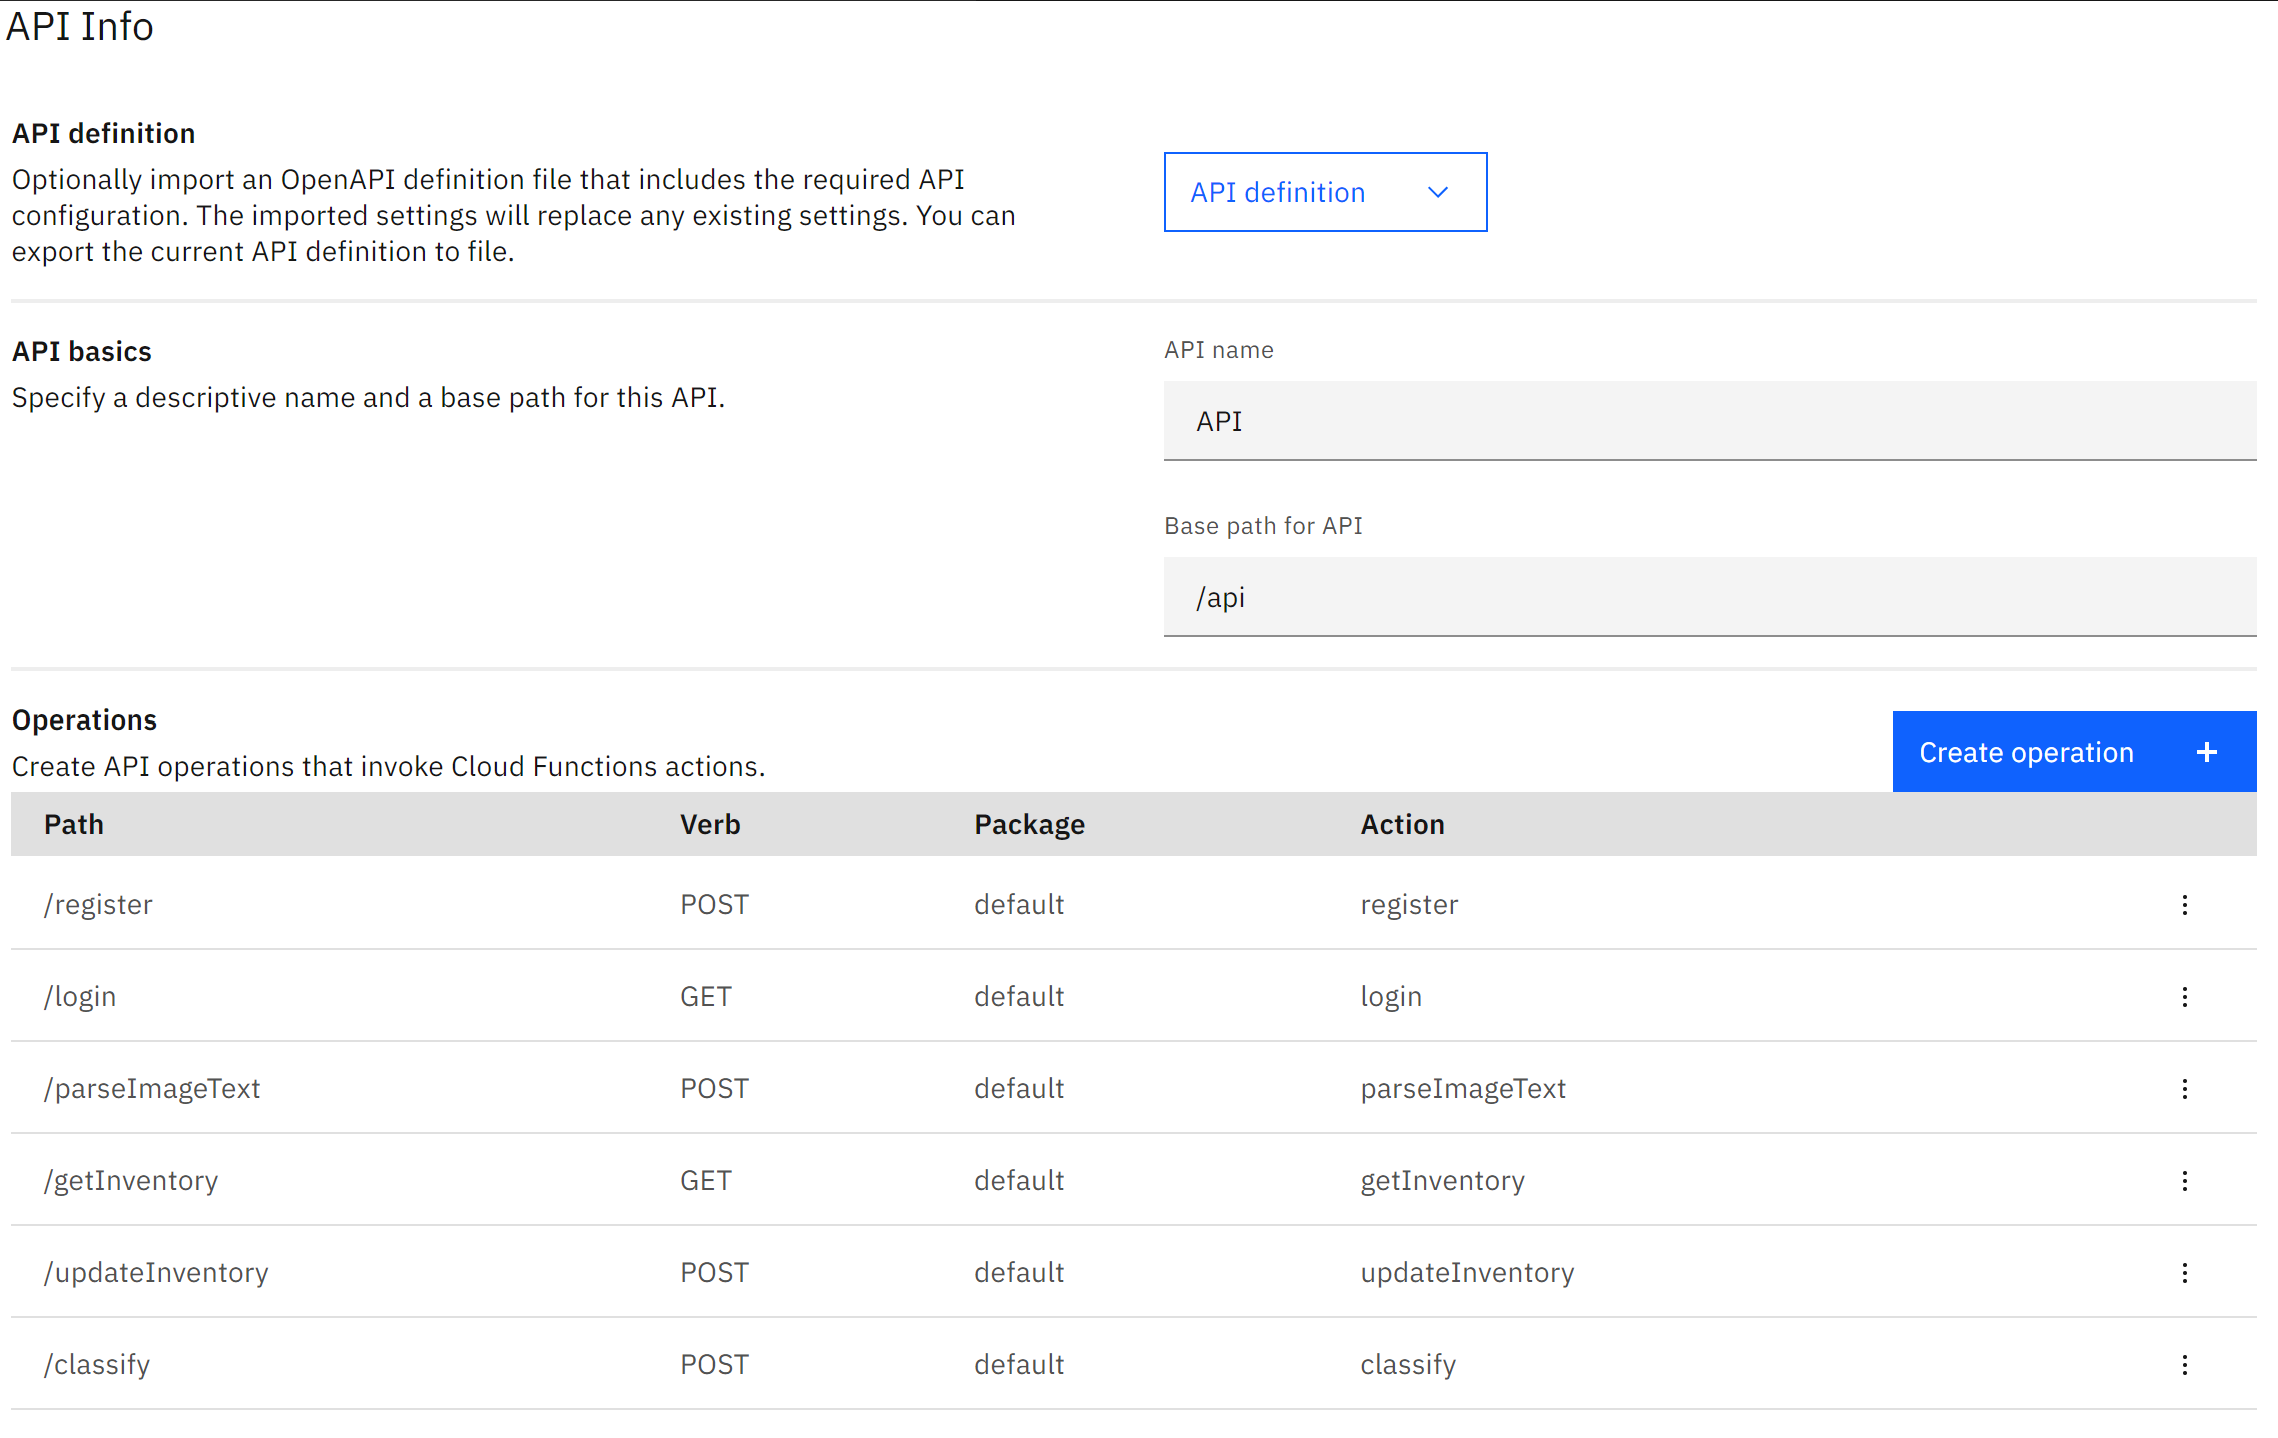 API Info
API definition
Optionally import an OpenAPI definition file that includes the required API
configuration. The imported settings will replace any existing settings. You can
export the current API definition to file.
API definition
API basics
Specify a descriptive name and a base path for this API.
API name
API
Base path for API
/api
Operations
Create API operations that invoke Cloud Functions actions.
Create operation +
Path Verb Package Action
/register POST default register
/login GET default login
/parseImageText POST default parseImageText
/getInventory GET default getInventory
/updateInventory POST default updateInventory
/classify POST default classify